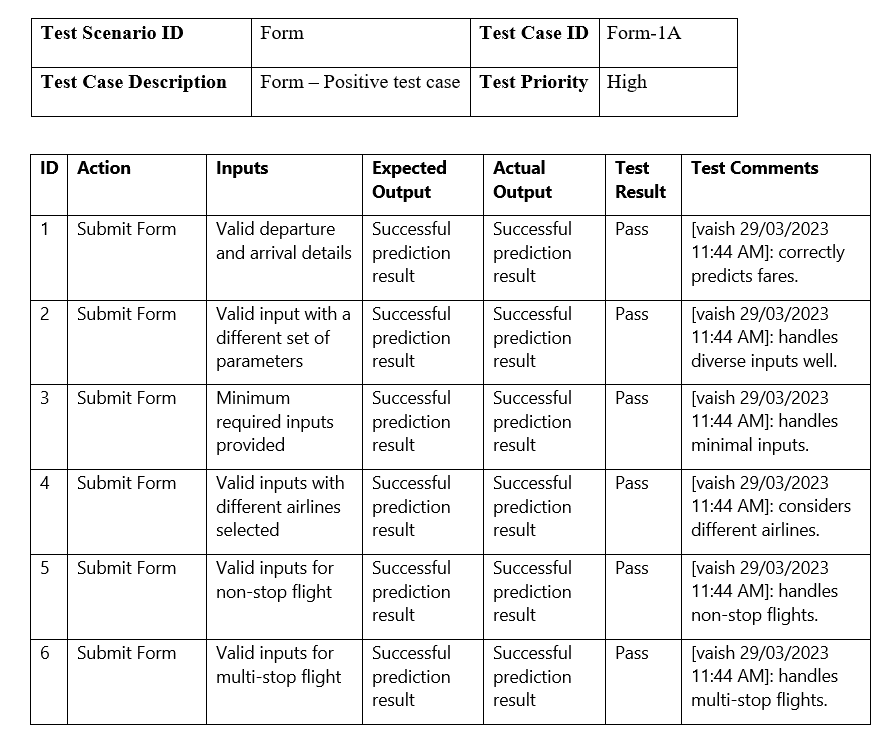 Test Scenario ID Form Test Case ID Form-1A
Test Case Description Form – Positive test case Test Priority High
ID Action Inputs Expected Output Actual Output Test Result Test Comments
1 Submit Form Valid departure and arrival details Successful prediction result Successful prediction result Pass [vaish 29/03/2023 11:44 AM]: correctly predicts fares.
2 Submit Form Valid input with a different set of parameters Successful prediction result Successful prediction result Pass [vaish 29/03/2023 11:44 AM]: handles diverse inputs well.
3 Submit Form Minimum required inputs provided Successful prediction result Successful prediction result Pass [vaish 29/03/2023 11:44 AM]: handles minimal inputs.
4 Submit Form Valid inputs with different airlines selected Successful prediction result Successful prediction result Pass [vaish 29/03/2023 11:44 AM]: considers different airlines.
5 Submit Form Valid inputs for non-stop flight Successful prediction result Successful prediction result Pass [vaish 29/03/2023 11:44 AM]: handles non-stop flights.
6 Submit Form Valid inputs for multi-stop flight Successful prediction result Successful prediction result Pass [vaish 29/03/2023 11:44 AM]: handles multi-stop flights.